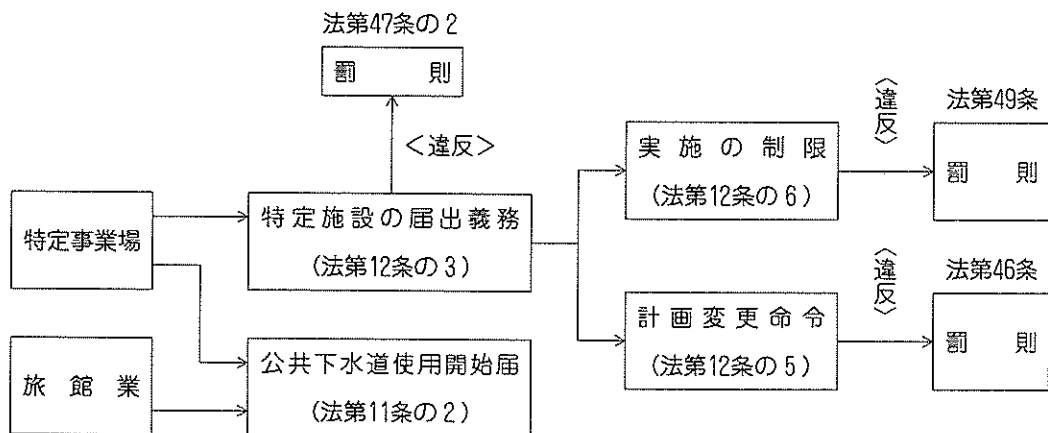 法第47条の2
罰則
＜違反＞
特定事業場
特定施設の届出義務
(法第12条の3)
実施の制限
(法第12条の6)
〈違反〉
法第49条
罰則
計画変更命令
(法第12条の5)
〈違反〉
法第46条
罰則
旅館業
公共下水道使用開始届
(法第11条の2)